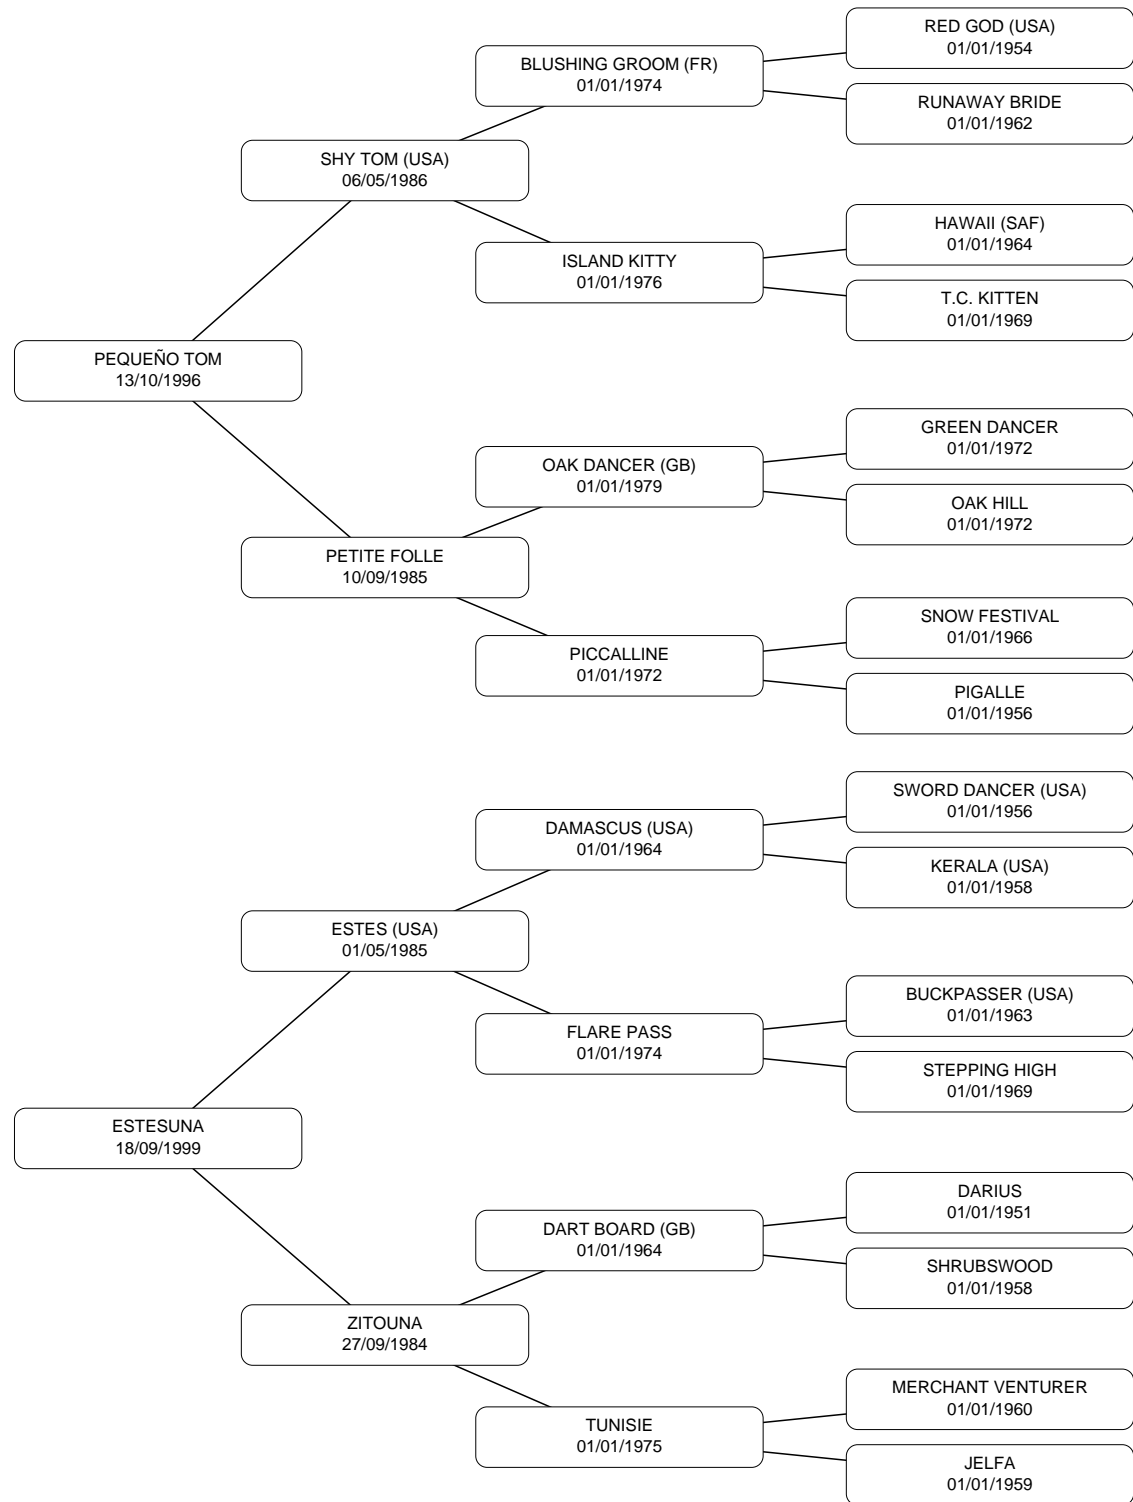 RED GOD (USA)
01/01/1954
BLUSHING GROOM (FR)
01/01/1974
RUNAWAY BRIDE
01/01/1962
SHY TOM (USA)
06/05/1986
HAWAII (SAF)
01/01/1964
ISLAND KITTY
01/01/1976
T.C. KITTEN
01/01/1969
PEQUEÑO TOM
13/10/1996
GREEN DANCER
01/01/1972
OAK DANCER (GB)
01/01/1979
OAK HILL
01/01/1972
PETITE FOLLE
10/09/1985
SNOW FESTIVAL
01/01/1966
PICCALLINE
01/01/1972
PIGALLE
01/01/1956
SWORD DANCER (USA)
01/01/1956
DAMASCUS (USA)
01/01/1964
KERALA (USA)
01/01/1958
ESTES (USA)
01/05/1985
BUCKPASSER (USA)
01/01/1963
FLARE PASS
01/01/1974
STEPPING HIGH
01/01/1969
ESTESUNA
18/09/1999
DARIUS
01/01/1951
DART BOARD (GB)
01/01/1964
SHRUBSWOOD
01/01/1958
ZITOUNA
27/09/1984
MERCHANT VENTURER
01/01/1960
TUNISIE
01/01/1975
JELFA
01/01/1959